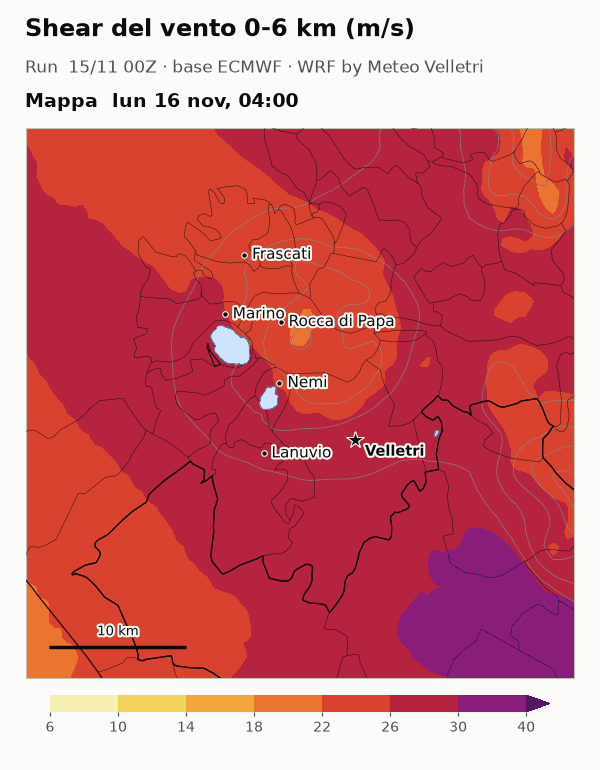 Shear del vento 0-6 km (m/s)
Run  15/11 00Z · base ECMWF · WRF by Meteo Velletri
Mappa  lun 16 nov, 04:00
Frascati
Marino
Rocca di Papa
Nemi
Velletri
Lanuvio
10 km
6 10 14 18 22 26 30 40